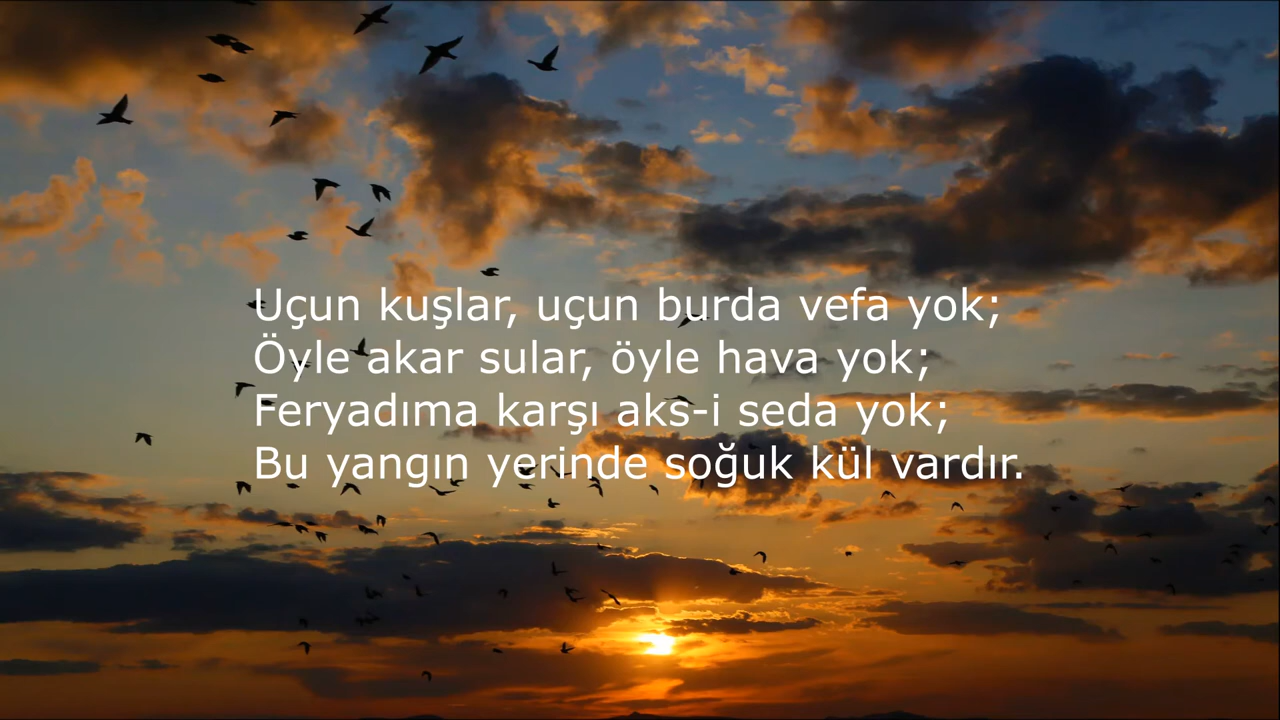 Uçun kuşlar, uçun burda vefa yok;
Öyle akar sular, öyle hava yok;
Feryadıma karşı aks-i seda yok;
Bu yangın yerinde soğuk kül vardır.